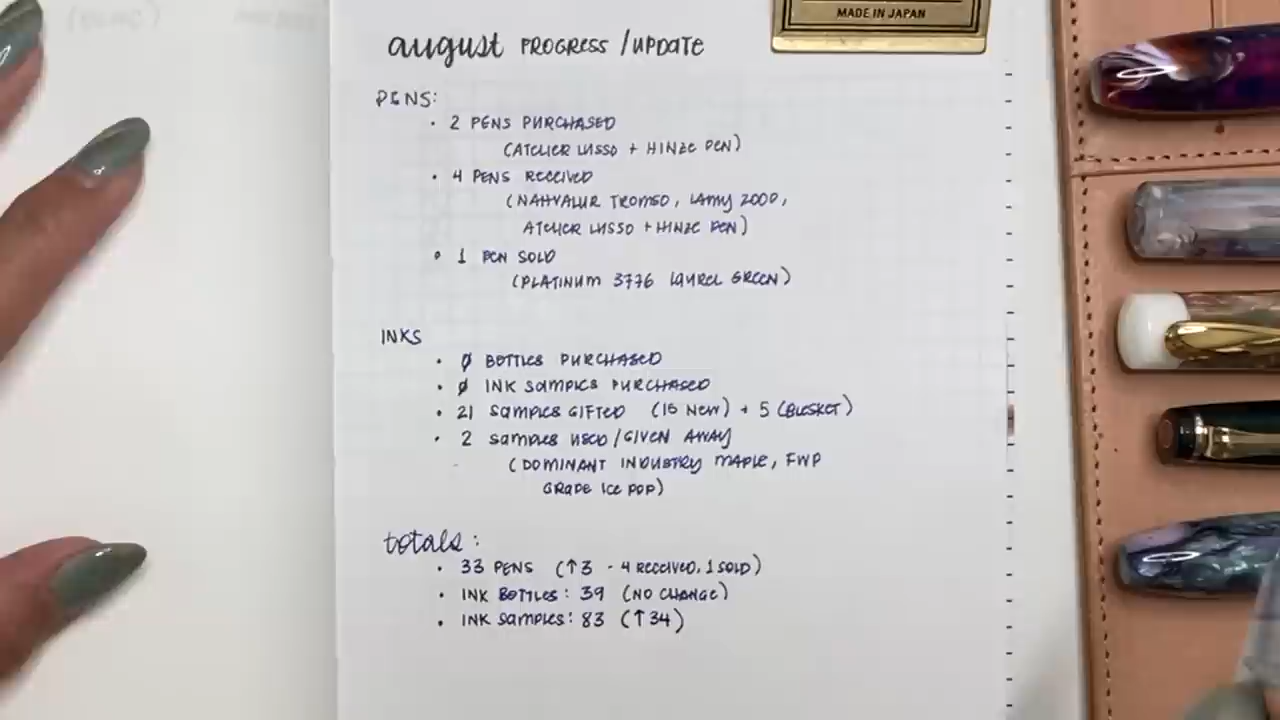 MADE IN JAPAN
august PROGRESS / UPDATE
PENS:
• 2 PENS PURCHASED
(ATELIER LUSSO + HINZE PEN)
• 4 PENS RECEIVED
(NAHVALUR TROMSO, LAMY 2000,
ATELIER LUSSO + HINZE PEN)
• 1 PEN SOLD
(PLATINUM 3776 LAUREL GREEN)
INKS
• Ø BOTTLES PURCHASED
• Ø INK SAMPLES PURCHASED
• 21 SAMPLES GIFTED (16 NEW) + 5 (BLESKET)
• 2 SAMPLES USED/GIVEN AWAY
(DOMINANT INDUSTRY MAPLE, FWP
GRAPE ICE POP)
totals:
• 33 PENS (↑3 - 4 RECEIVED, 1 SOLD)
• INK BOTTLES: 39 (NO CHANGE)
• INK SAMPLES: 83 (↑34)